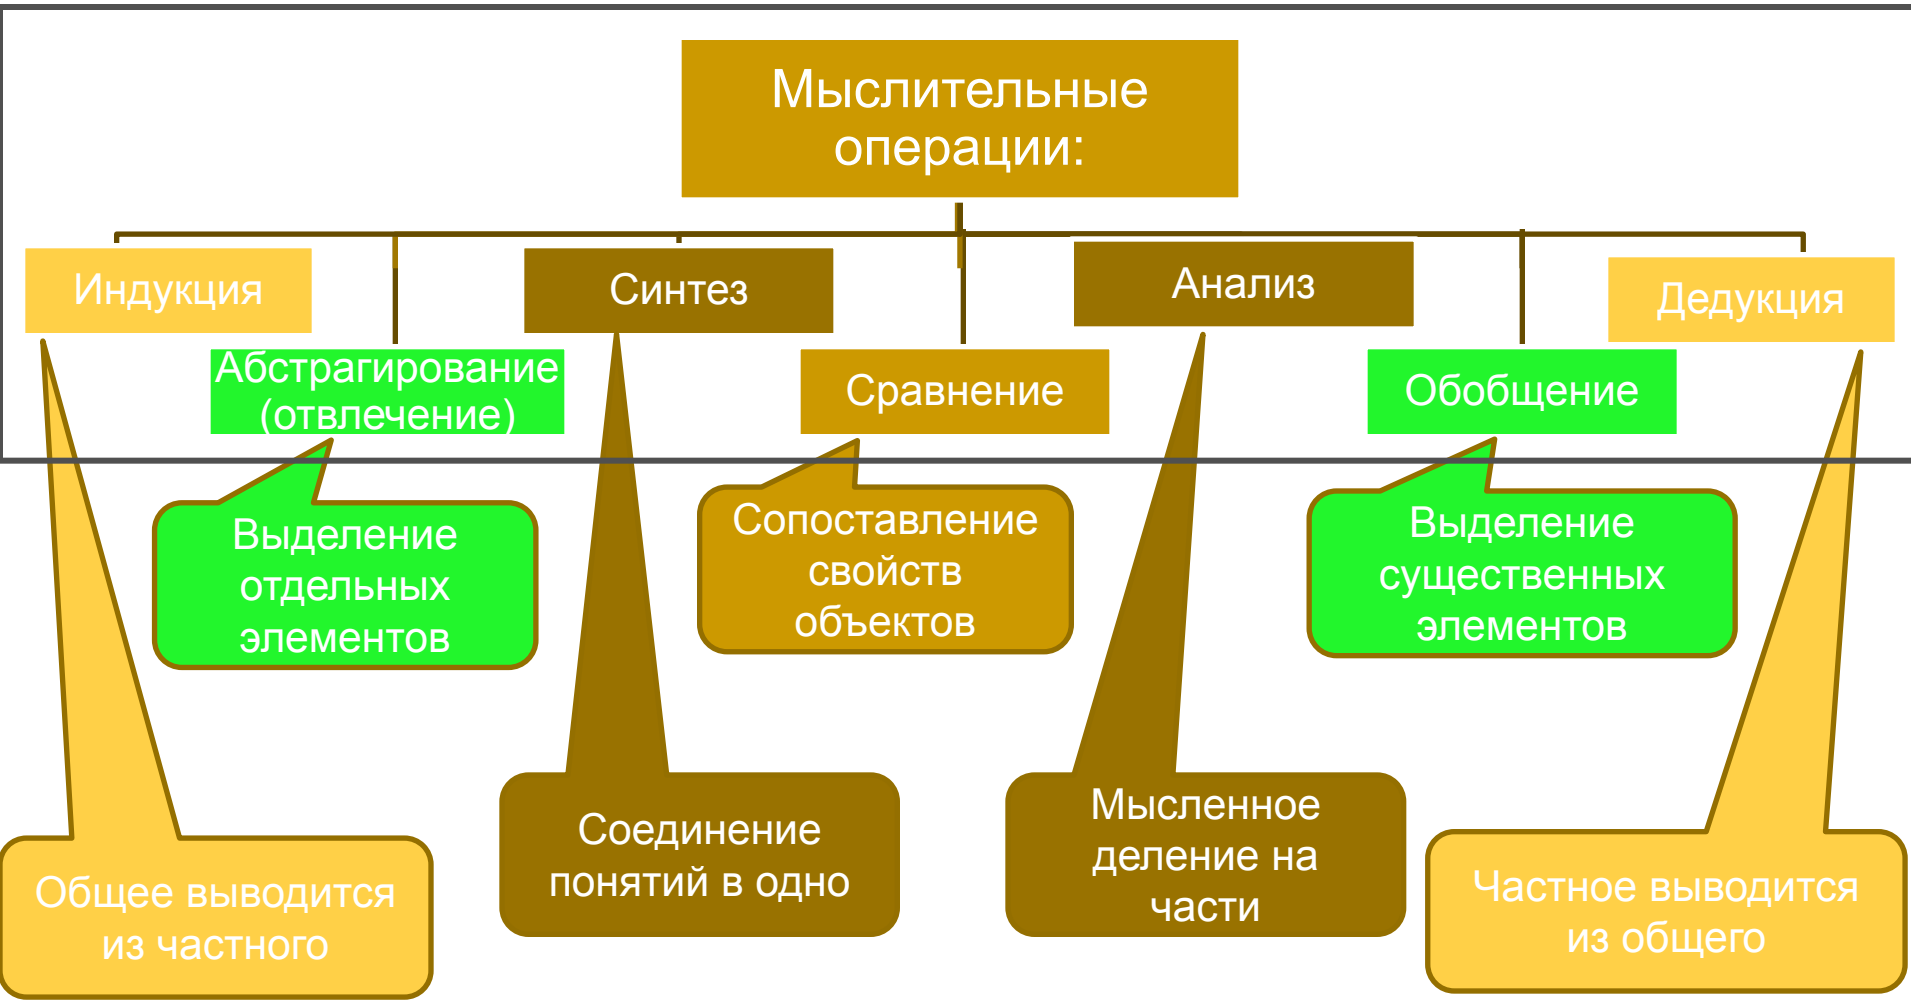 Мыслительные
операции:
Индукция
Синтез
Анализ
Дедукция
Абстрагирование
(отвлечение)
Сравнение
Обобщение
Выделение
отдельных
элементов
Сопоставление
свойств
объектов
Выделение
существенных
элементов
Общее выводится
из частного
Соединение
понятий в одно
Мысленное
деление на
части
Частное выводится
из общего